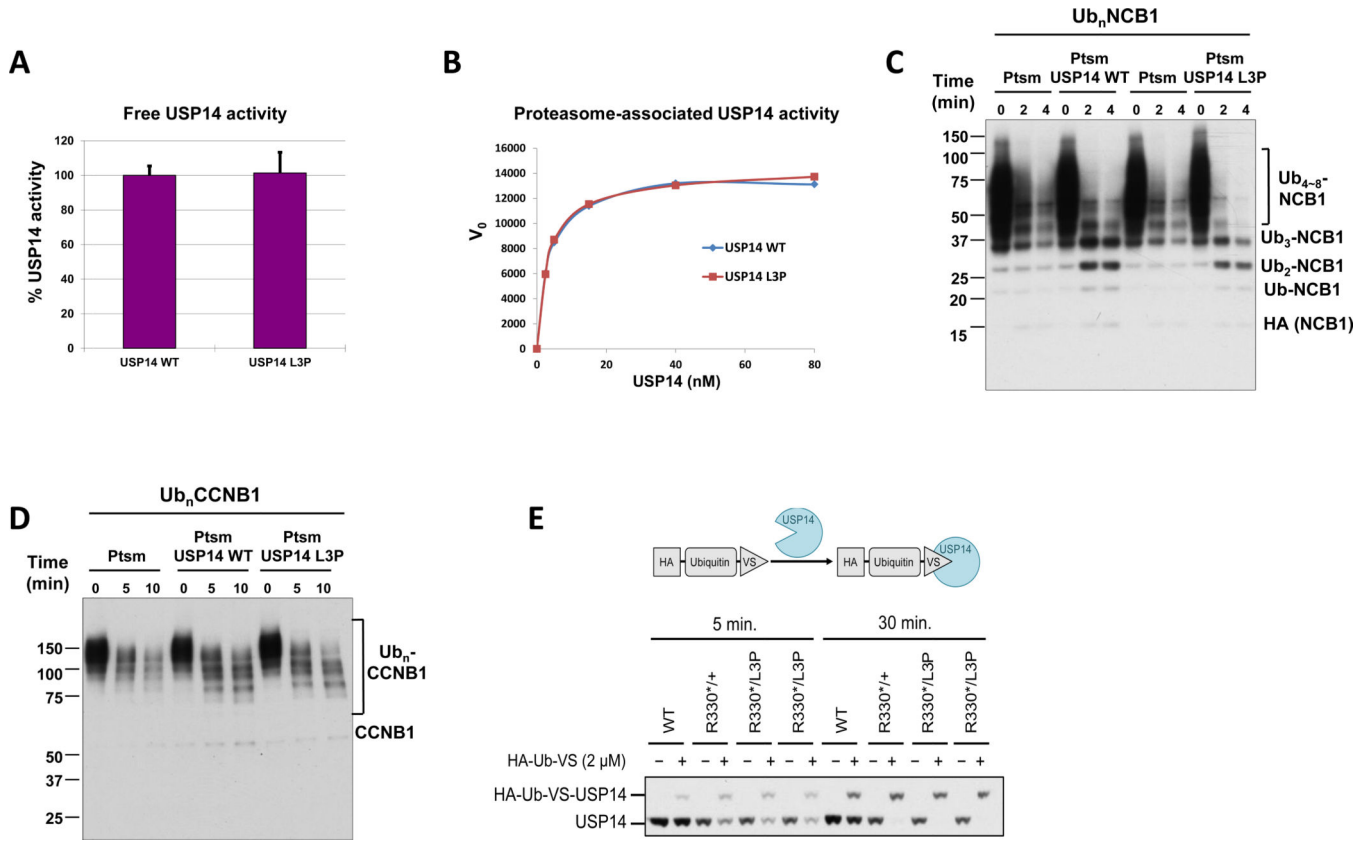 A
Free USP14 activity
% USP14 activity
120
100
80
60
40
20
0
USP14 WT
USP14 L3P
B
Proteasome-associated USP14 activity
V0
16000
14000
12000
10000
8000
6000
4000
2000
0
0
20
40
60
80
USP14 (nM)
USP14 WT
USP14 L3P
C
UbnNCB1
Ptsm
Ptsm USP14 WT
Ptsm
Ptsm USP14 L3P
Time (min)
0 2 4 0 2 4 0 2 4 0 2 4
150
100
75
50
37
25
20
15
Ub4~8-
NCB1
Ub3-NCB1
Ub2-NCB1
Ub-NCB1
HA (NCB1)
D
UbnCCNB1
Ptsm
Ptsm USP14 WT
Ptsm USP14 L3P
Time (min)
0 5 10 0 5 10 0 5 10
150
100
75
50
37
25
Ubn-
CCNB1
CCNB1
E
USP14
HA Ubiquitin VS
HA Ubiquitin VS USP14
5 min. 30 min.
WT R330*/+ R330*/L3P R330*/L3P WT R330*/+ R330*/L3P R330*/L3P
HA-Ub-VS (2 µM) – + – + – + – + – + – + – + – +
HA-Ub-VS-USP14
USP14